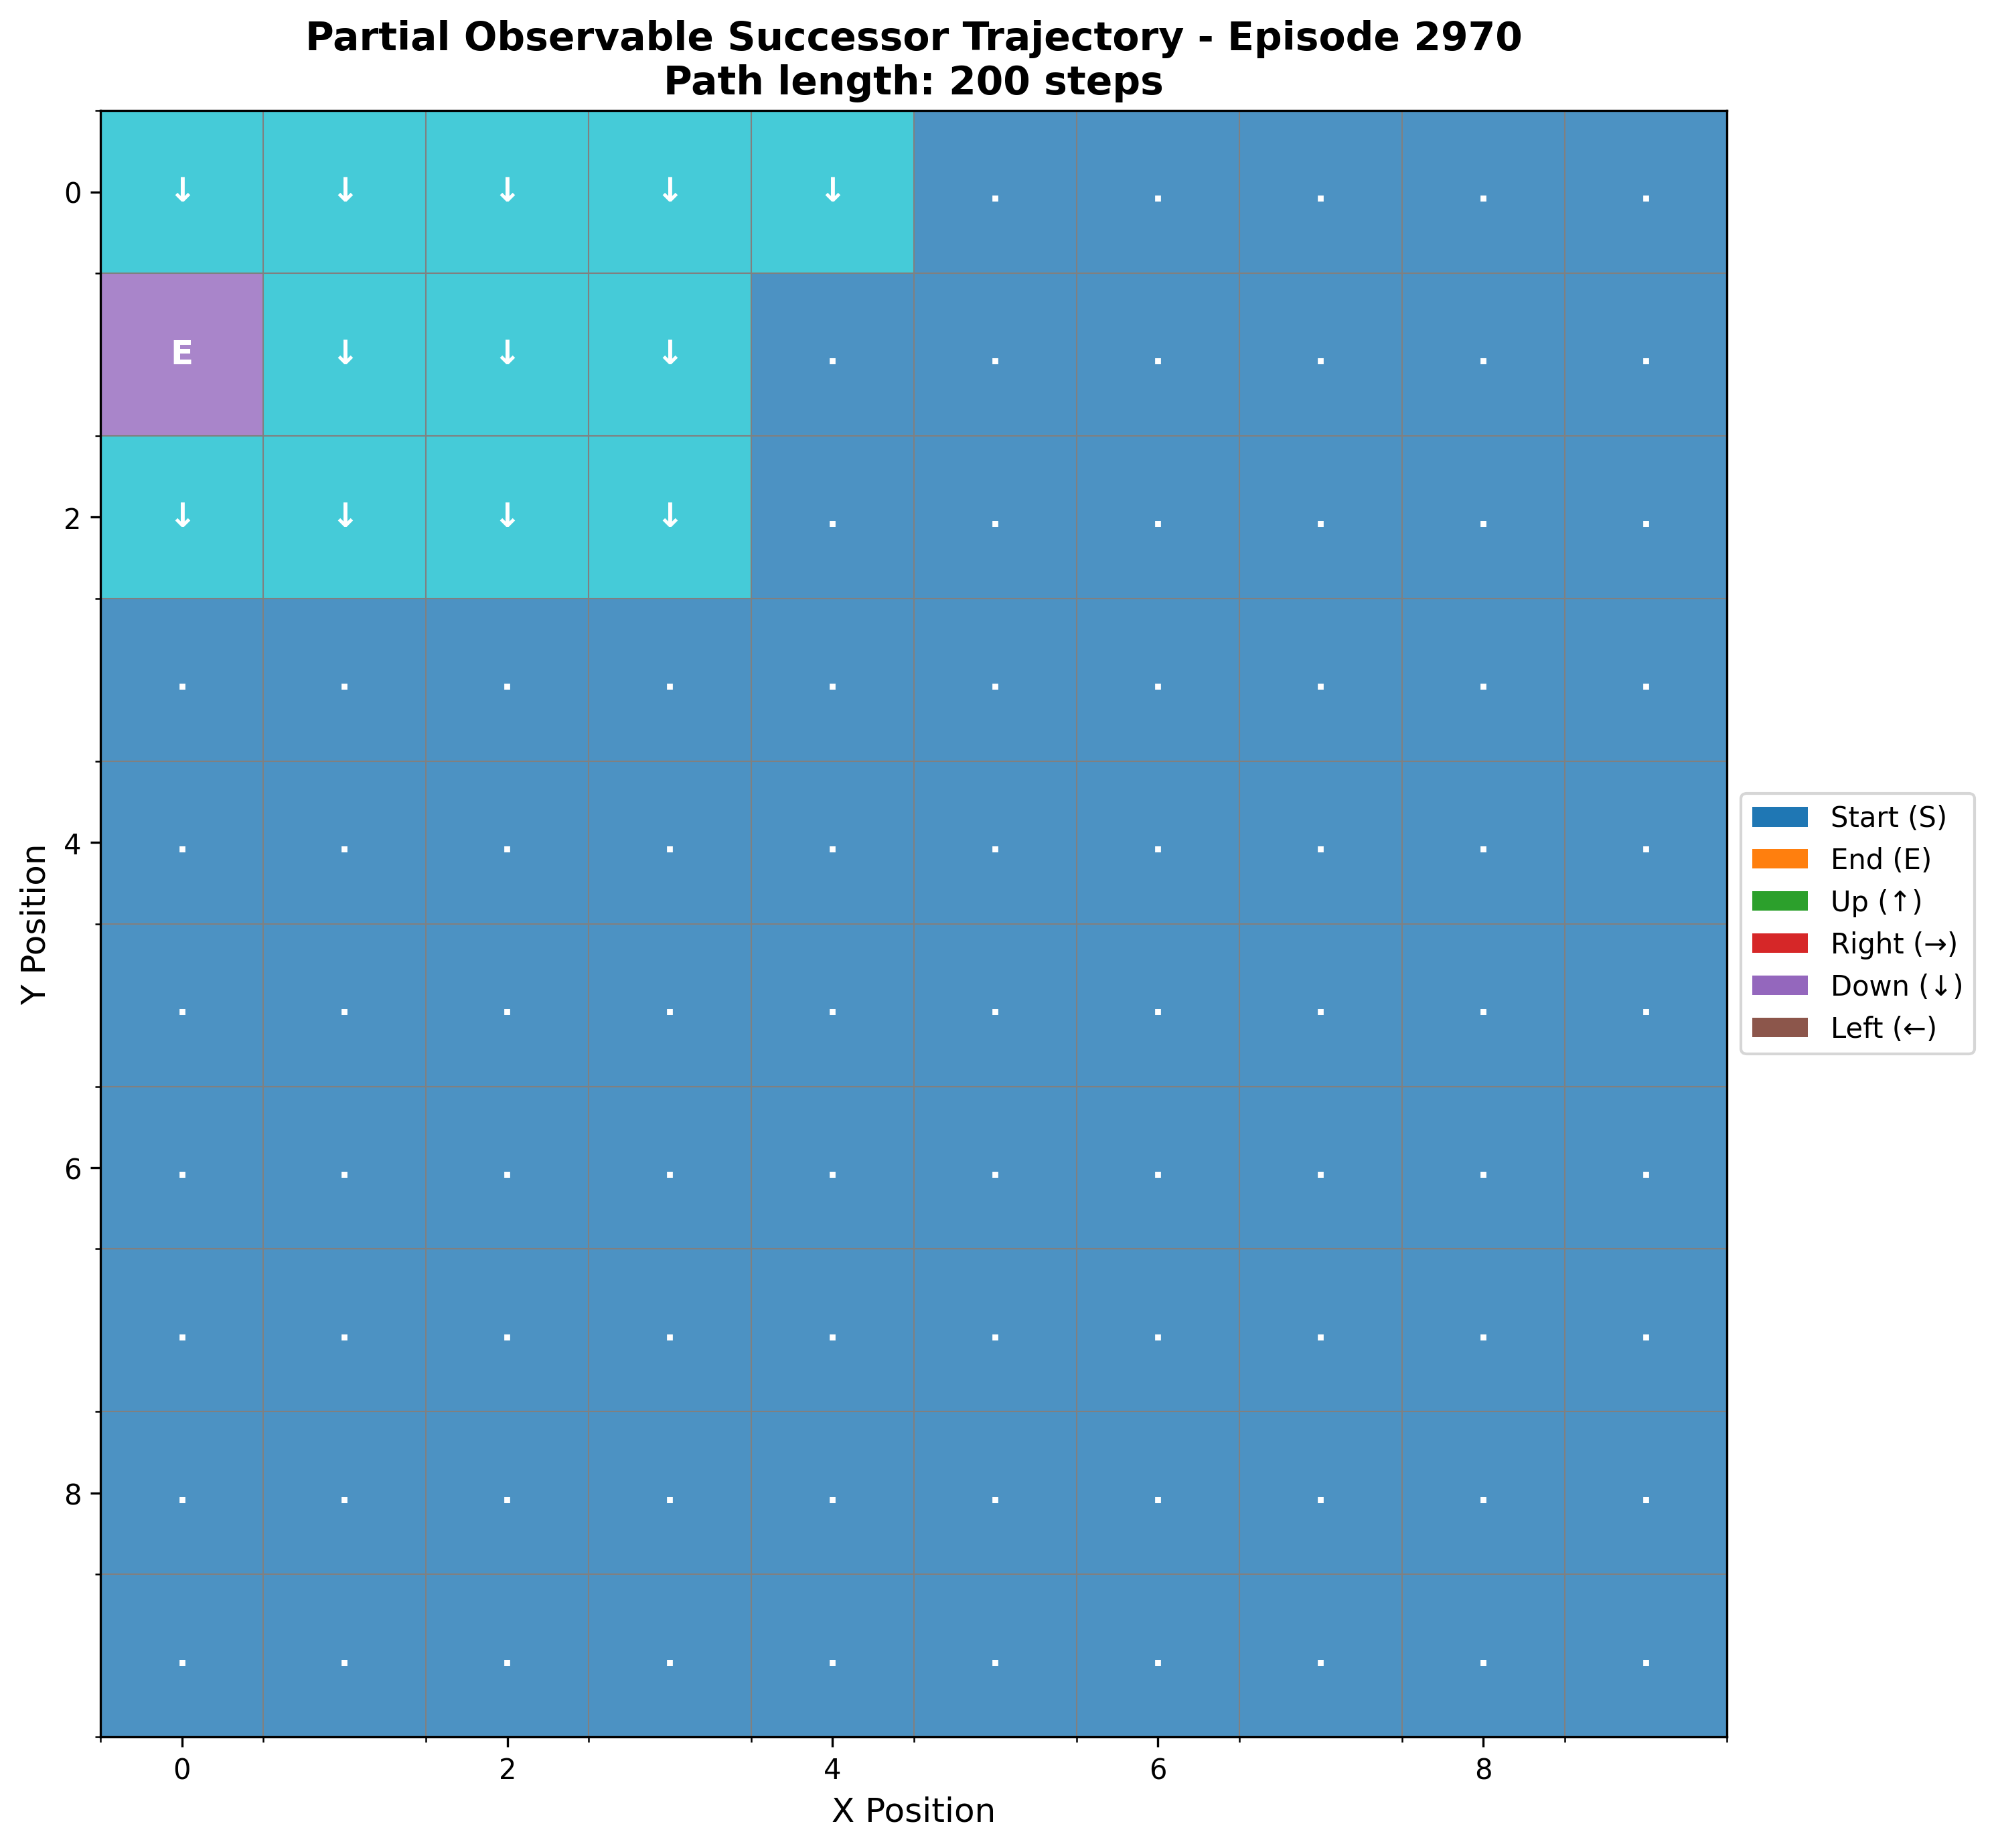 Partial Observable Successor Trajectory - Episode 2970
Path length: 200 steps
0 ↓ ↓ ↓ ↓ ↓ . . . . .
E ↓ ↓ ↓ . . . . . .
2 ↓ ↓ ↓ ↓ . . . . . .
. . . . . . . . . .
4 . . . . . . . . . .
. . . . . . . . . .
6 . . . . . . . . . .
. . . . . . . . . .
8 . . . . . . . . . .
. . . . . . . . . .
0 2 4 6 8
X Position
Y Position
Start (S)
End (E)
Up (↑)
Right (→)
Down (↓)
Left (←)